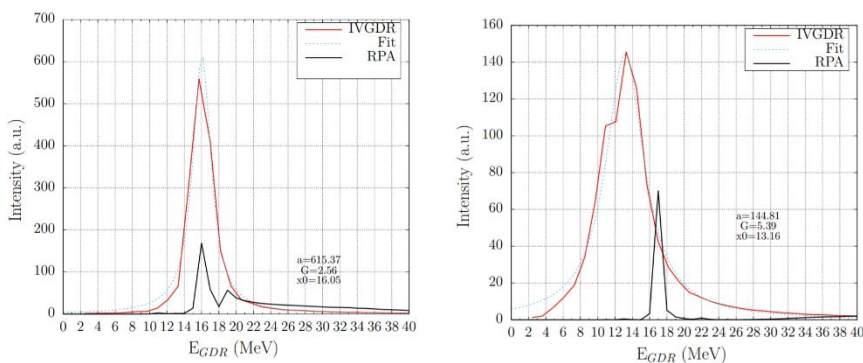 700
600
500
400
300
200
100
0
Intensity (a.u.)
IVGDR
Fit
RPA
a=615.37
G=2.56
x0=16.05
0 2 4 6 8 10 12 14 16 18 20 22 24 26 28 30 32 34 36 38 40
E_GDR (MeV)
160
140
120
100
80
60
40
20
0
Intensity (a.u.)
IVGDR
Fit
RPA
a=144.81
G=5.39
x0=13.16
0 2 4 6 8 10 12 14 16 18 20 22 24 26 28 30 32 34 36 38 40
E_GDR (MeV)